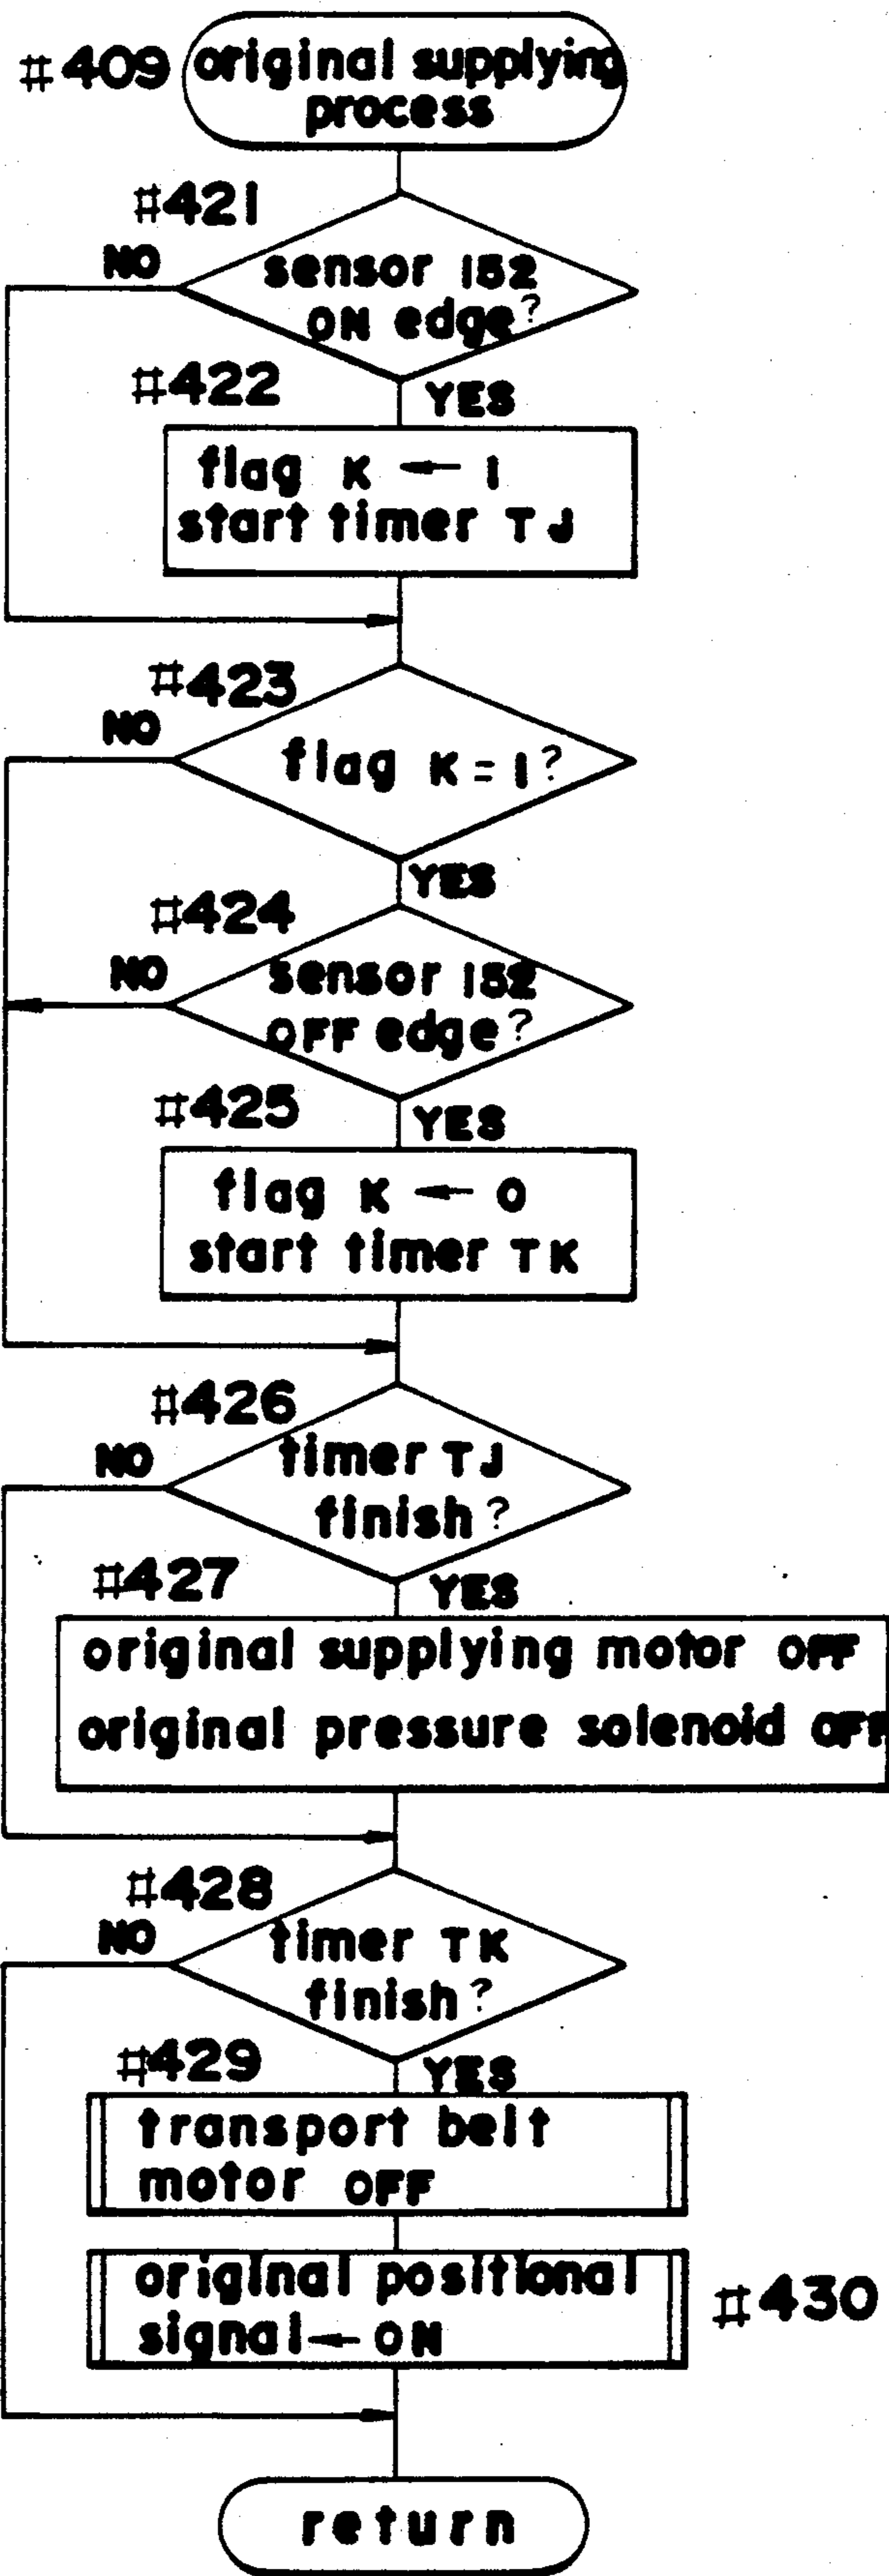 #409 original supplying
process
#421
NO
sensor 152
ON edge?
#422
YES
flag K ← 1
start timer TJ
#423
NO
flag K = 1?
YES
#424
NO
sensor 152
OFF edge?
#425
YES
flag K ← 0
start timer TK
#426
NO
timer TJ
finish?
#427
YES
original supplying motor OFF
original pressure solenoid OFF
#428
NO
timer TK
finish?
#429
YES
transport belt
motor OFF
original positional
signal ← ON
#430
return